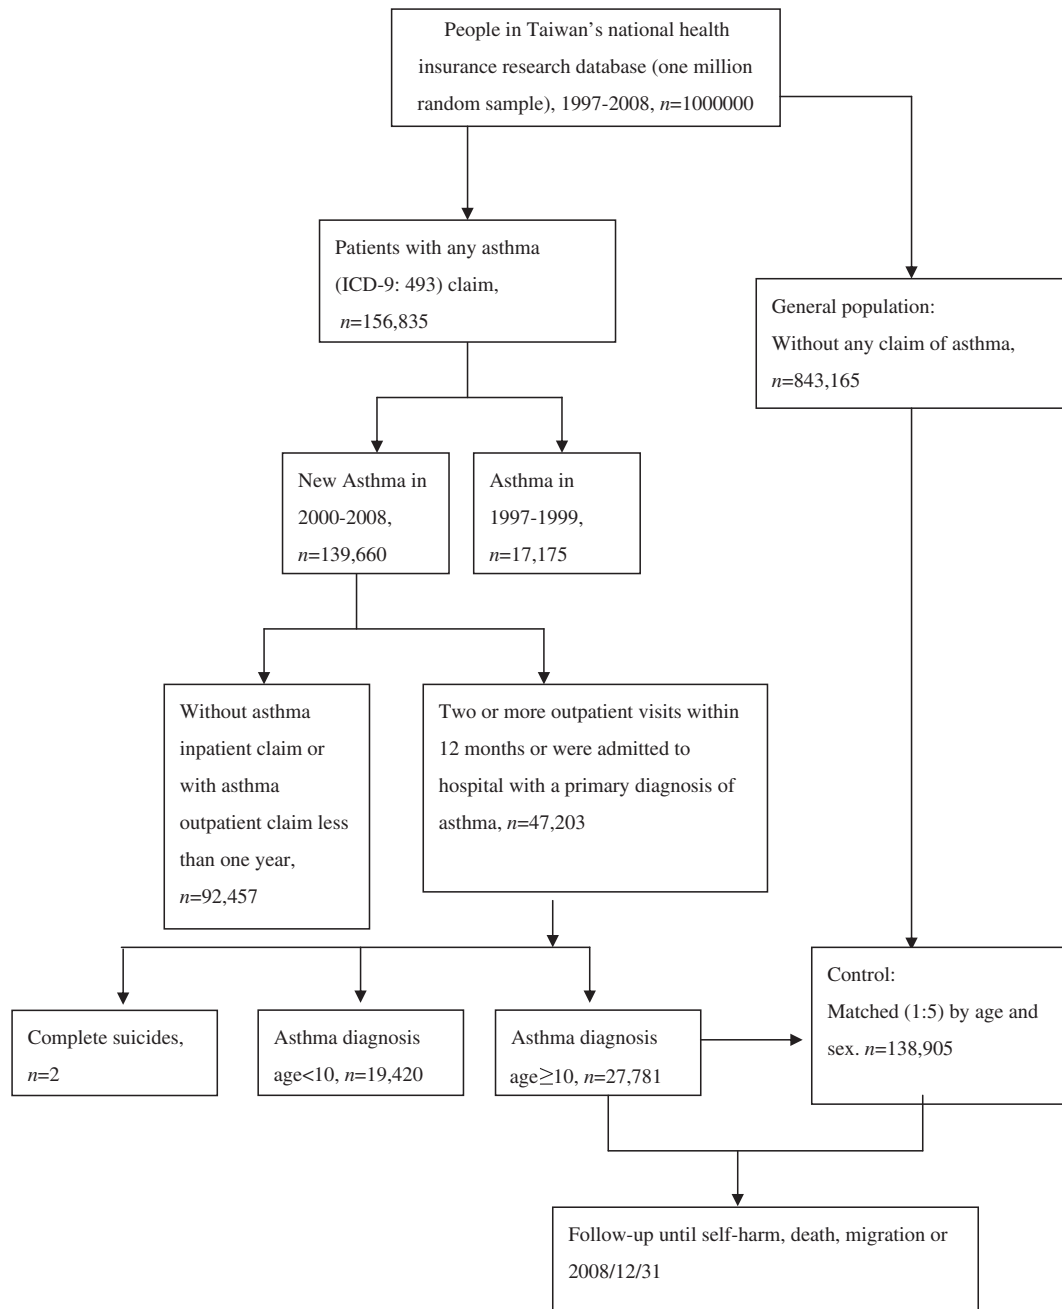 People in Taiwan’s national health
insurance research database (one million
random sample), 1997-2008, n=1000000
Patients with any asthma
(ICD-9: 493) claim,
n=156,835
General population:
Without any claim of asthma,
n=843,165
New Asthma in
2000-2008,
n=139,660
Asthma in
1997-1999,
n=17,175
Without asthma
inpatient claim or
with asthma
outpatient claim less
than one year,
n=92,457
Two or more outpatient visits within
12 months or were admitted to
hospital with a primary diagnosis of
asthma, n=47,203
Complete suicides,
n=2
Asthma diagnosis
age<10, n=19,420
Asthma diagnosis
age≥10, n=27,781
Control:
Matched (1:5) by age and
sex. n=138,905
Follow-up until self-harm, death, migration or
2008/12/31